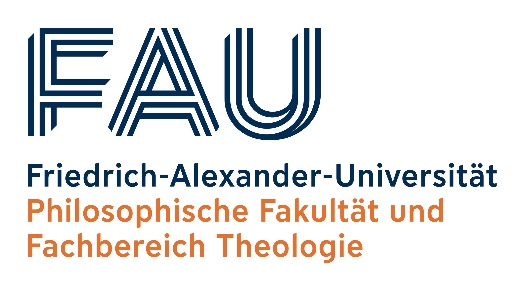 FAU
Friedrich-Alexander-Universität
Philosophische Fakultät und
Fachbereich Theologie